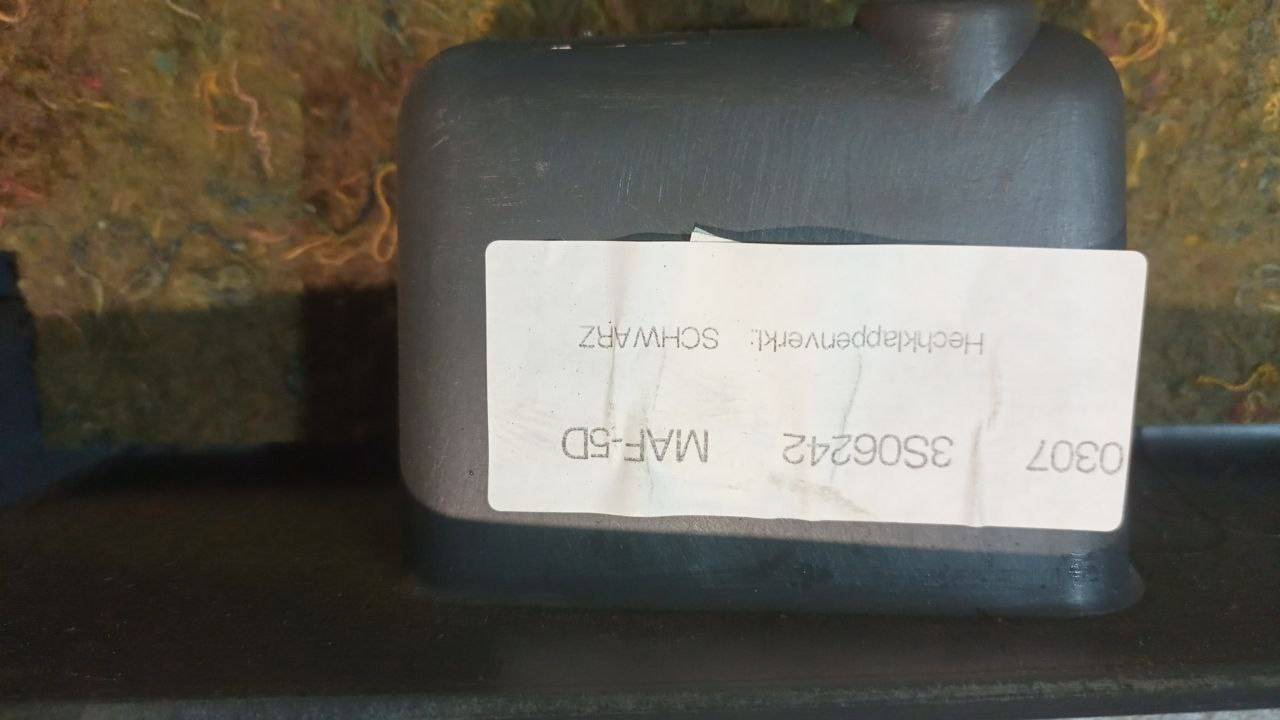 0307 3S06242 MAF-5D
Heckklappenverkl.: SCHWARZ